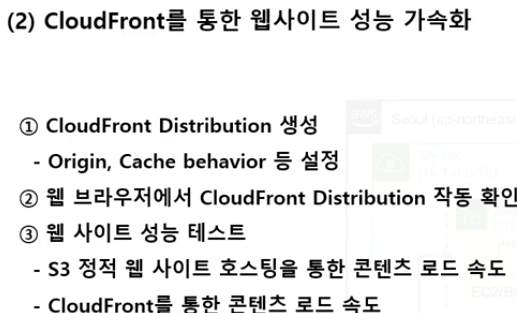 (2) CloudFront를 통한 웹사이트 성능 가속화
① CloudFront Distribution 생성
- Origin, Cache behavior 등 설정
② 웹 브라우저에서 CloudFront Distribution 작동 확인
③ 웹 사이트 성능 테스트
- S3 정적 웹 사이트 호스팅을 통한 콘텐츠 로드 속도
- CloudFront를 통한 콘텐츠 로드 속도
aws
Seoul (ap-northeast